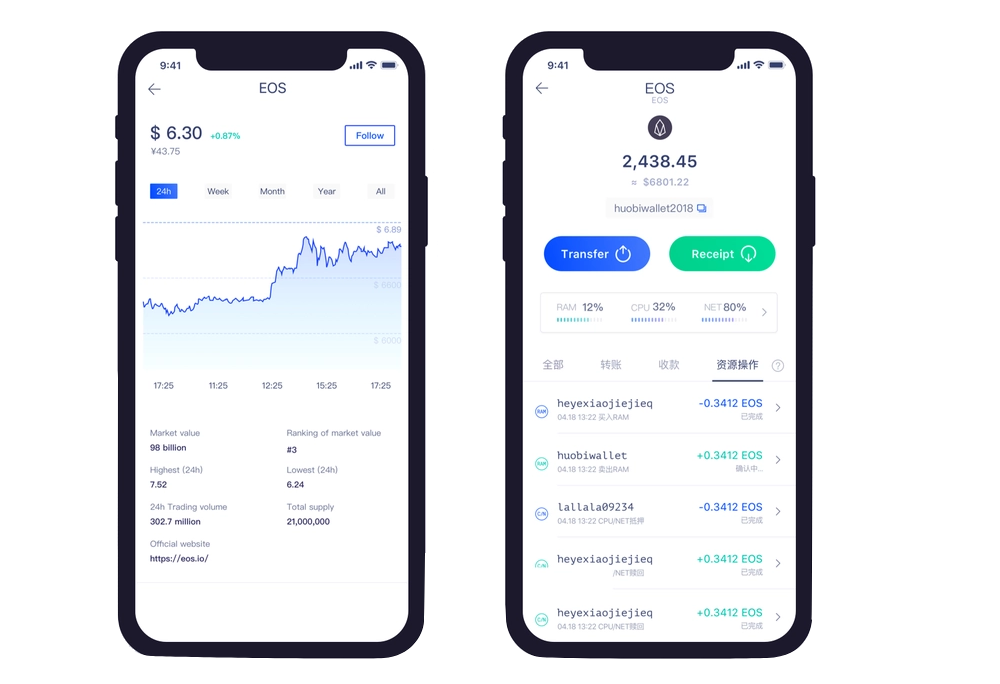 9:41
EOS
$ 6.30 +0.87%
Follow
¥43.75
24h Week Month Year All
$ 6.89
$ 6800
$ 6000
17:25 11:25 12:25 15:25 17:25
Market value Ranking of market value
98 billion #3
Highest (24h) Lowest (24h)
7.52 6.24
24h Trading volume Total supply
302.7 million 21,000,000
Official website
https://eos.io/
9:41
EOS
EOS
2,438.45
≈ $6801.22
huobiwallet2018
Transfer Receipt
RAM 12% CPU 32% NET 80%
全部 转账 收款 资源操作 ?
RAM heyexiaojiejieq -0.3412 EOS
04.18 13:22 买入RAM 已完成
RAM huobiwallet +0.3412 EOS
04.18 13:22 卖出RAM 确认中...
C/N lallala09234 -0.3412 EOS
04.18 13:22 CPU/NET抵押 已完成
C/N heyexiaojiejieq +0.3412 EOS
/NET赎回 已完成
C/N heyexiaojiejieq +0.3412 EOS
04.18 13:22 CPU/NET赎回 已完成